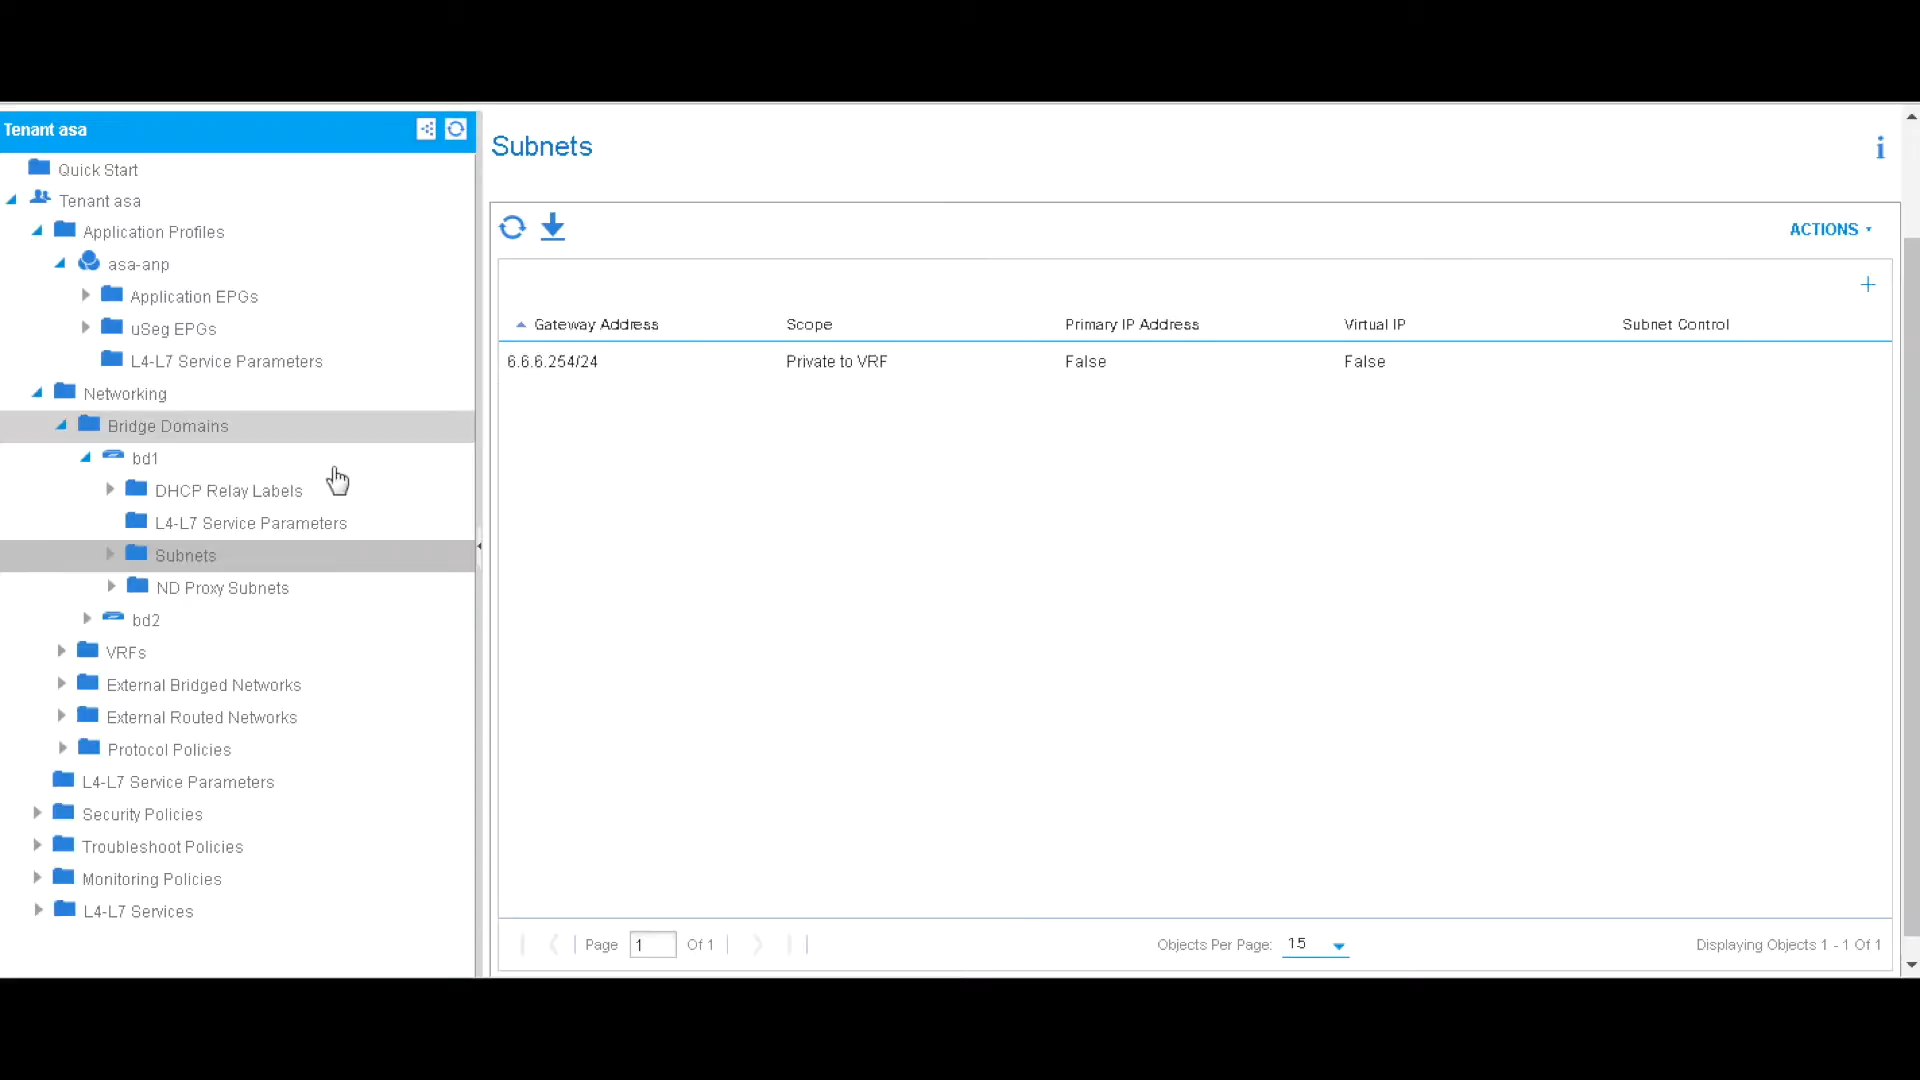 Tenant asa
Quick Start
Tenant asa
Application Profiles
asa-anp
Application EPGs
uSeg EPGs
L4-L7 Service Parameters
Networking
Bridge Domains
bd1
DHCP Relay Labels
L4-L7 Service Parameters
Subnets
ND Proxy Subnets
bd2
VRFs
External Bridged Networks
External Routed Networks
Protocol Policies
L4-L7 Service Parameters
Security Policies
Troubleshoot Policies
Monitoring Policies
L4-L7 Services
Subnets
i
ACTIONS
Gateway Address Scope Primary IP Address Virtual IP Subnet Control
6.6.6.254/24 Private to VRF False False
Page 1 Of 1 Objects Per Page: 15 Displaying Objects 1 - 1 Of 1